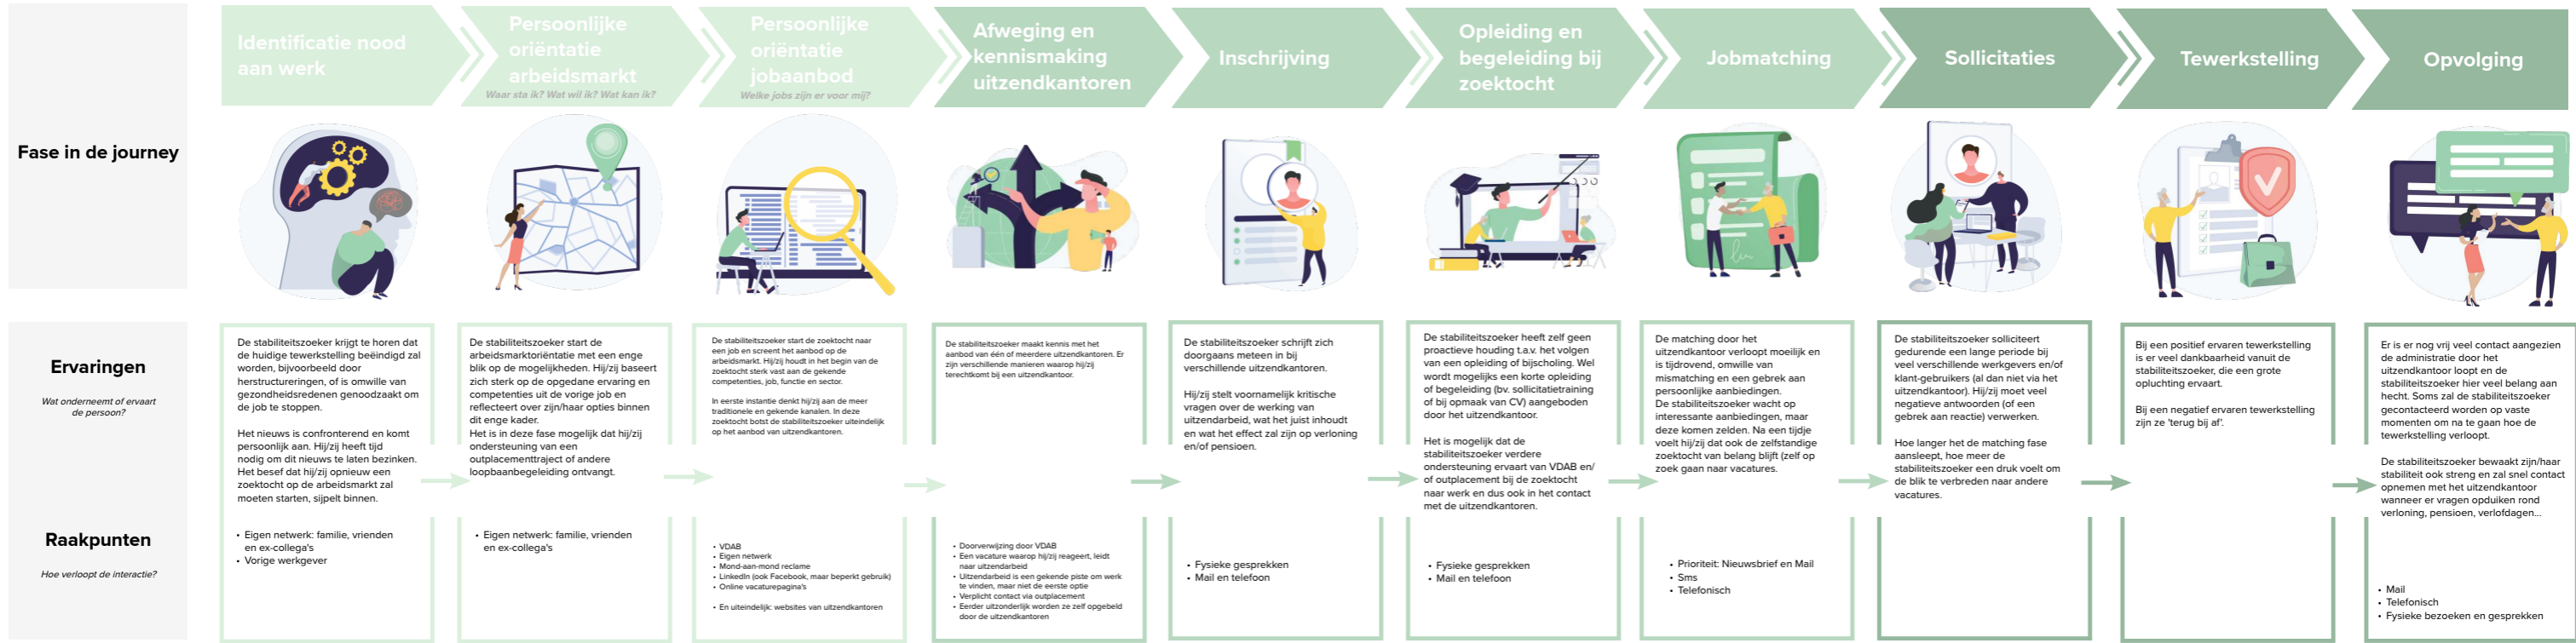 Identificatie nood
aan werk
Persoonlijke
oriëntatie
arbeidsmarkt
Waar sta ik? Wat wil ik? Wat kan ik?
Persoonlijke
oriëntatie
jobaanbod
Welke jobs zijn er voor mij?
Afweging en
kennismaking
uitzendkantoren
Inschrijving
Opleiding en
begeleiding bij
zoektocht
Jobmatching
Sollicitaties
Tewerkstelling
Opvolging
Fase in de journey
Ervaringen
Wat onderneemt of ervaart
de persoon?
De stabiliteitszoeker krijgt te horen dat
de huidige tewerkstelling beëindigd zal
worden, bijvoorbeeld door
herstructureringen, of is omwille van
gezondheidsredenen genoodzaakt om
de job te stoppen.
Het nieuws is confronterend en komt
persoonlijk aan. Hij/zij heeft tijd
nodig om dit nieuws te laten bezinken.
Het besef dat hij/zij opnieuw een
zoektocht op de arbeidsmarkt zal
moeten starten, sijpelt binnen.
De stabiliteitszoeker start de
arbeidsmarktoriëntatie met een enge
blik op de mogelijkheden. Hij/zij baseert
zich sterk op de opgedane ervaring en
competenties uit de vorige job en
reflecteert over zijn/haar opties binnen
dit enge kader.
Het is in deze fase mogelijk dat hij/zij
ondersteuning van een
outplacementtraject of andere
loopbaanbegeleiding ontvangt.
De stabiliteitszoeker start de zoektocht naar
een job en screent het aanbod op de
arbeidsmarkt. Hij/zij houdt in het begin van de
zoektocht sterk vast aan de gekende
competenties, job, functie en sector.
In eerste instantie denkt hij/zij aan de meer
traditionele en gekende kanalen. In deze
zoektocht botst de stabiliteitszoeker uiteindelijk
op het aanbod van uitzendkantoren.
De stabiliteitszoeker maakt kennis met het
aanbod van één of meerdere uitzendkantoren. Er
zijn verschillende manieren waarop hij/zij
terechtkomt bij een uitzendkantoor.
De stabiliteitszoeker schrijft zich
doorgaans meteen in bij
verschillende uitzendkantoren.
Hij/zij stelt voornamelijk kritische
vragen over de werking van
uitzendarbeid, wat het juist inhoudt
en wat het effect zal zijn op verloning
en/of pensioen.
De stabiliteitszoeker heeft zelf geen
proactieve houding t.a.v. het volgen
van een opleiding of bijscholing. Wel
wordt mogelijks een korte opleiding
of begeleiding (bv. sollicitatietraining
of bij opmaak van CV) aangeboden
door het uitzendkantoor.
Het is mogelijk dat de
stabiliteitszoeker verdere
ondersteuning ervaart van VDAB en/
of outplacement bij de zoektocht
naar werk en dus ook in het contact
met de uitzendkantoren.
De matching door het
uitzendkantoor verloopt moeilijk en
is tijdrovend, omwille van
mismatching en een gebrek aan
persoonlijke aanbiedingen.
De stabiliteitszoeker wacht op
interessante aanbiedingen, maar
deze komen zelden. Na een tijdje
voelt hij/zij dat ook de zelfstandige
zoektocht van belang blijft (zelf op
zoek gaan naar vacatures.
De stabiliteitszoeker solliciteert
gedurende een lange periode bij
veel verschillende werkgevers en/of
klant-gebruikers (al dan niet via het
uitzendkantoor). Hij/zij moet veel
negatieve antwoorden (of een
gebrek aan reactie) verwerken.
Hoe langer het de matching fase
aansleept, hoe meer de
stabiliteitszoeker een druk voelt om
de blik te verbreden naar andere
vacatures.
Bij een positief ervaren tewerkstelling
is er veel dankbaarheid vanuit de
stabiliteitszoeker, die een grote
opluchting ervaart.
Bij een negatief ervaren tewerkstelling
zijn ze 'terug bij af'.
Er is er nog vrij veel contact aangezien
de administratie door het
uitzendkantoor loopt en de
stabiliteitszoeker hier veel belang aan
hecht. Soms zal de stabiliteitszoeker
gecontacteerd worden op vaste
momenten om na te gaan hoe de
tewerkstelling verloopt.
De stabiliteitszoeker bewaakt zijn/haar
stabiliteit ook streng en zal snel contact
opnemen met het uitzendkantoor
wanneer er vragen opduiken rond
verloning, pensioen, verlofdagen...
Raakpunten
Hoe verloopt de interactie?
• Eigen netwerk: familie, vrienden
en ex-collega's
• Vorige werkgever
• Eigen netwerk: familie, vrienden
en ex-collega's
• VDAB
• Eigen netwerk
• Mond-aan-mond reclame
• LinkedIn (ook Facebook, maar beperkt gebruik)
• Online vacaturepagina's
• En uiteindelijk: websites van uitzendkantoren
• Doorverwijzing door VDAB
• Een vacature waarop hij/zij reageert, leidt
naar uitzendarbeid
• Uitzendarbeid is een gekende piste om werk
te vinden, maar niet de eerste optie
• Verplicht contact via outplacement
• Eerder uitzonderlijk worden ze zelf opgebeld
door de uitzendkantoren
• Fysieke gesprekken
• Mail en telefoon
• Fysieke gesprekken
• Mail en telefoon
• Prioriteit: Nieuwsbrief en Mail
• Sms
• Telefonisch
• Mail
• Telefonisch
• Fysieke bezoeken en gesprekken